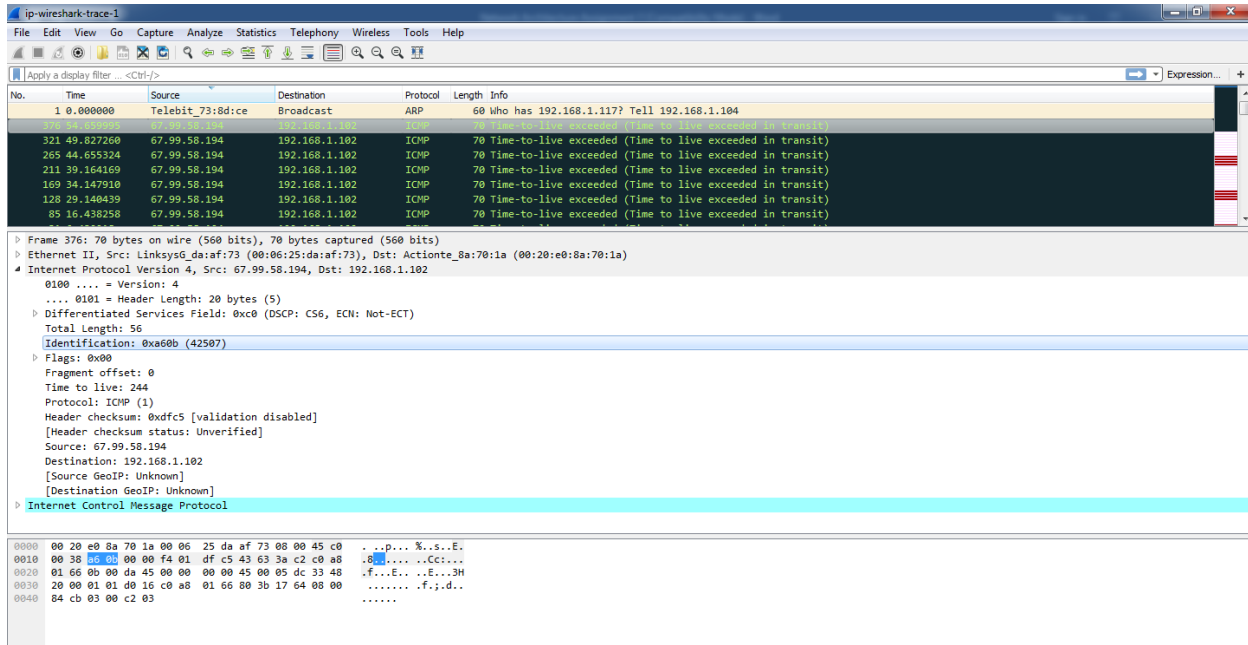 ip-wireshark-trace-1
File Edit View Go Capture Analyze Statistics Telephony Wireless Tools Help
Apply a display filter ... <Ctrl-/> Expression... +
No. Time Source Destination Protocol Length Info
1 0.000000 Telebit_73:8d:ce Broadcast ARP 60 Who has 192.168.1.117? Tell 192.168.1.104
376 54.659995 67.99.58.194 192.168.1.102 ICMP 70 Time-to-live exceeded (Time to live exceeded in transit)
321 49.827260 67.99.58.194 192.168.1.102 ICMP 70 Time-to-live exceeded (Time to live exceeded in transit)
265 44.655324 67.99.58.194 192.168.1.102 ICMP 70 Time-to-live exceeded (Time to live exceeded in transit)
211 39.164169 67.99.58.194 192.168.1.102 ICMP 70 Time-to-live exceeded (Time to live exceeded in transit)
169 34.147910 67.99.58.194 192.168.1.102 ICMP 70 Time-to-live exceeded (Time to live exceeded in transit)
128 29.140439 67.99.58.194 192.168.1.102 ICMP 70 Time-to-live exceeded (Time to live exceeded in transit)
85 16.438258 67.99.58.194 192.168.1.102 ICMP 70 Time-to-live exceeded (Time to live exceeded in transit)
Frame 376: 70 bytes on wire (560 bits), 70 bytes captured (560 bits)
Ethernet II, Src: LinksysG_da:af:73 (00:06:25:da:af:73), Dst: Actionte_8a:70:1a (00:20:e0:8a:70:1a)
Internet Protocol Version 4, Src: 67.99.58.194, Dst: 192.168.1.102
0100 .... = Version: 4
.... 0101 = Header Length: 20 bytes (5)
Differentiated Services Field: 0xc0 (DSCP: CS6, ECN: Not-ECT)
Total Length: 56
Identification: 0xa60b (42507)
Flags: 0x00
Fragment offset: 0
Time to live: 244
Protocol: ICMP (1)
Header checksum: 0xdfc5 [validation disabled]
[Header checksum status: Unverified]
Source: 67.99.58.194
Destination: 192.168.1.102
[Source GeoIP: Unknown]
[Destination GeoIP: Unknown]
Internet Control Message Protocol
0000 00 20 e0 8a 70 1a 00 06 25 da af 73 08 00 45 c0 . ..p... %..s..E.
0010 00 38 a6 0b 00 00 f4 01 df c5 43 63 3a c2 c0 a8 .8...... ..Cc:...
0020 01 66 0b 00 da 45 00 00 00 00 45 00 05 dc 33 48 .f...E.. ..E...3H
0030 20 00 01 01 d0 16 c0 a8 01 66 80 3b 17 64 08 00 ....... .f.;.d..
0040 84 cb 03 00 c2 03 ......